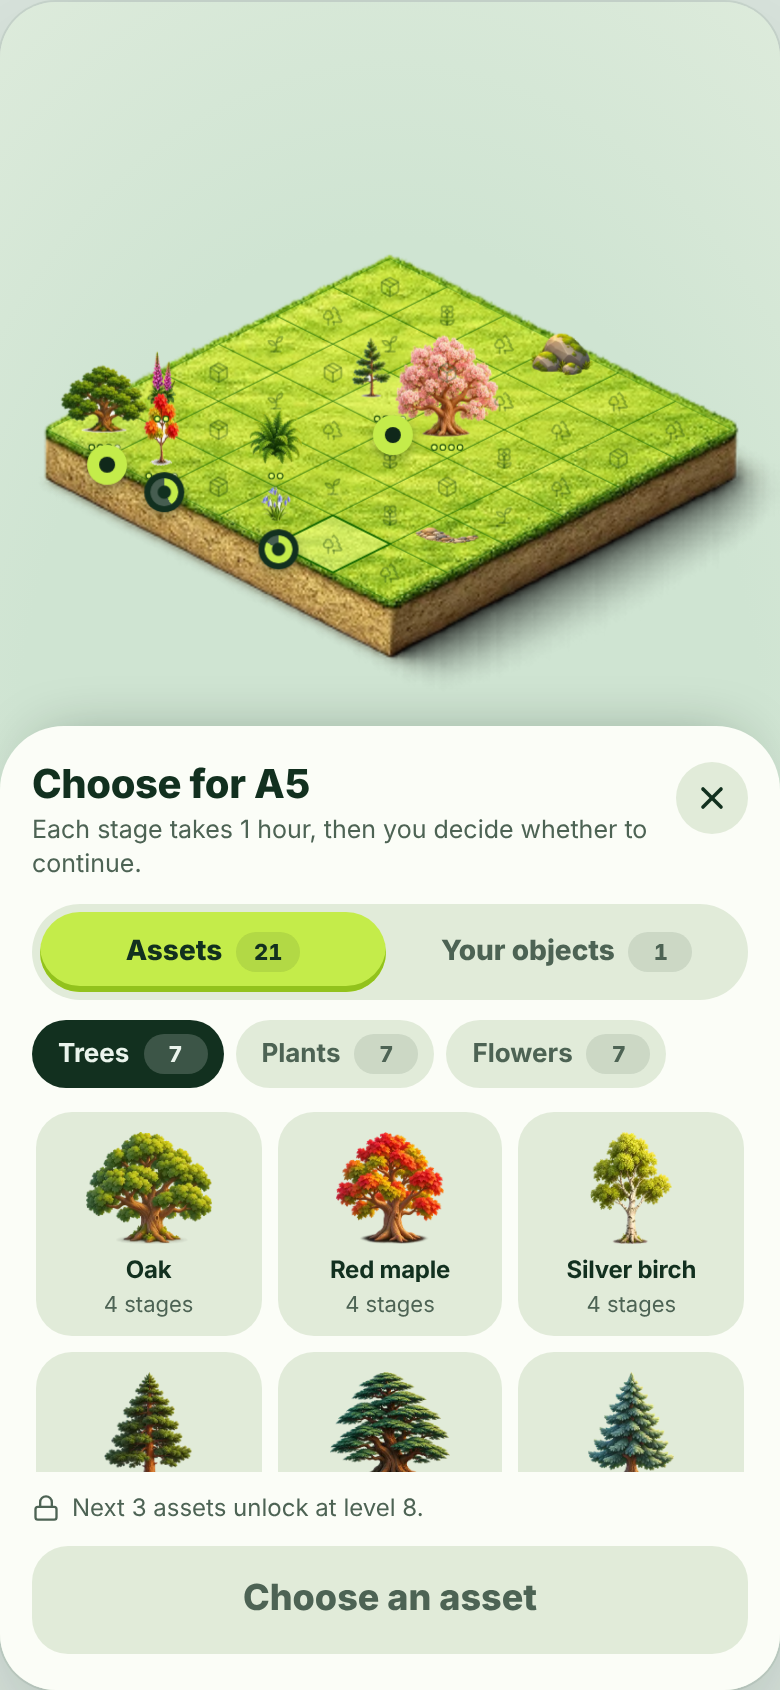 Choose for A5
Each stage takes 1 hour, then you decide whether to
continue.
Assets 21
Your objects 1
Trees 7
Plants 7
Flowers 7
Oak
4 stages
Red maple
4 stages
Silver birch
4 stages
Next 3 assets unlock at level 8.
Choose an asset